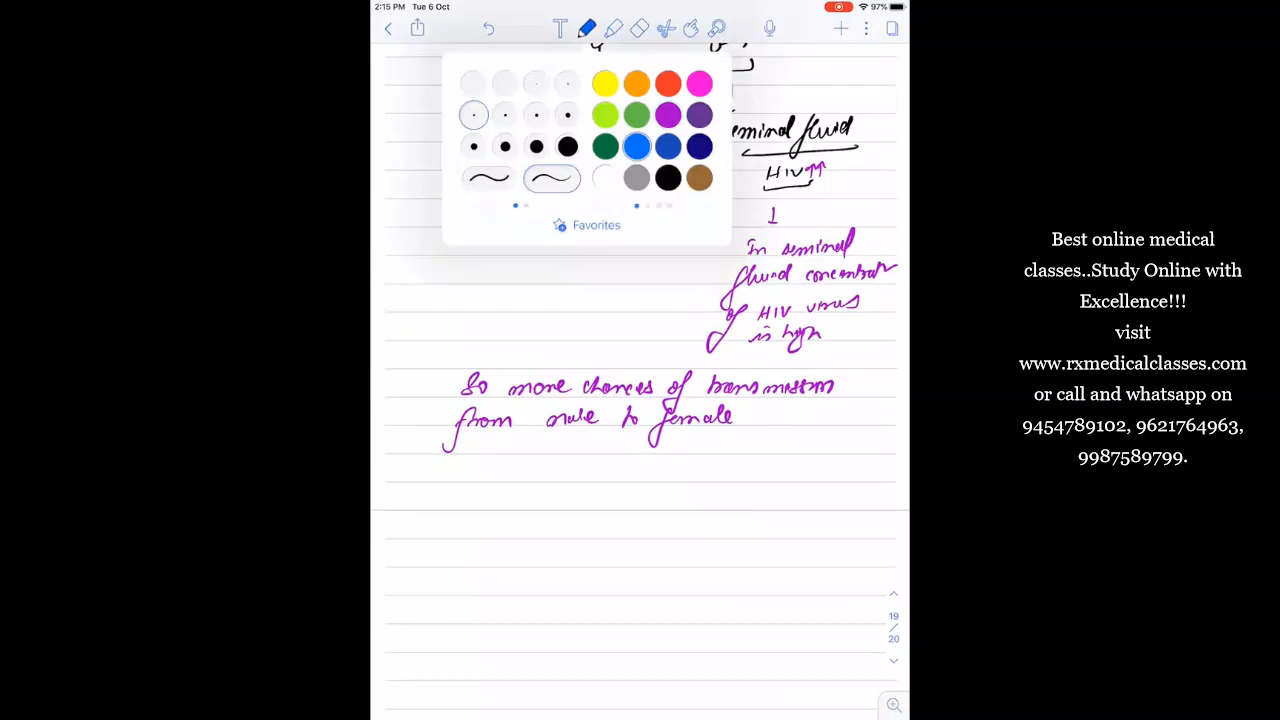 2:15 PM Tue 6 Oct
97%
eminal fluid
HIV↑↑
↓
In seminal
fluid concentrat
of HIV virus
is high
So more chances of transmission
from male to female
Favorites
19
/
20
Best online medical
classes..Study Online with
Excellence!!!
visit
www.rxmedicalclasses.com
or call and whatsapp on
9454789102, 9621764963,
9987589799.